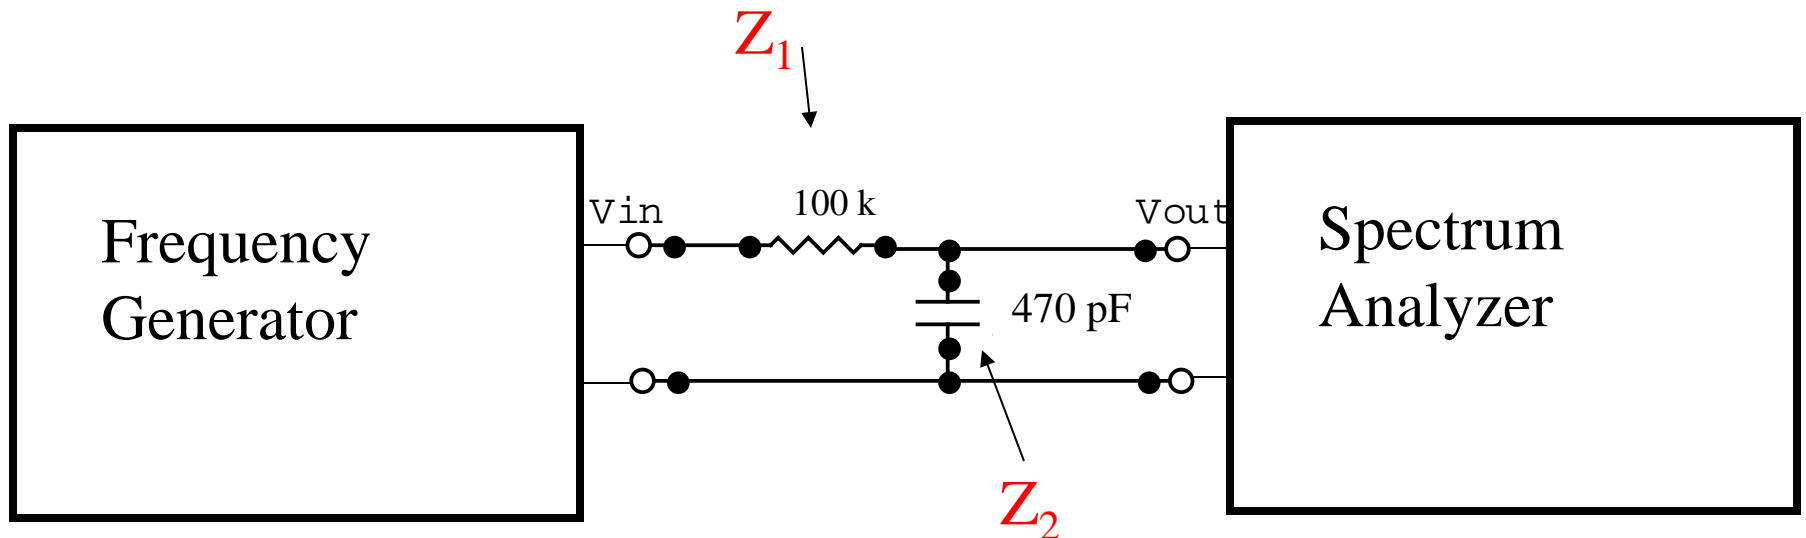 Z1
100 k
Vin
Vout
Frequency
Generator
Spectrum
Analyzer
470 pF
Z2